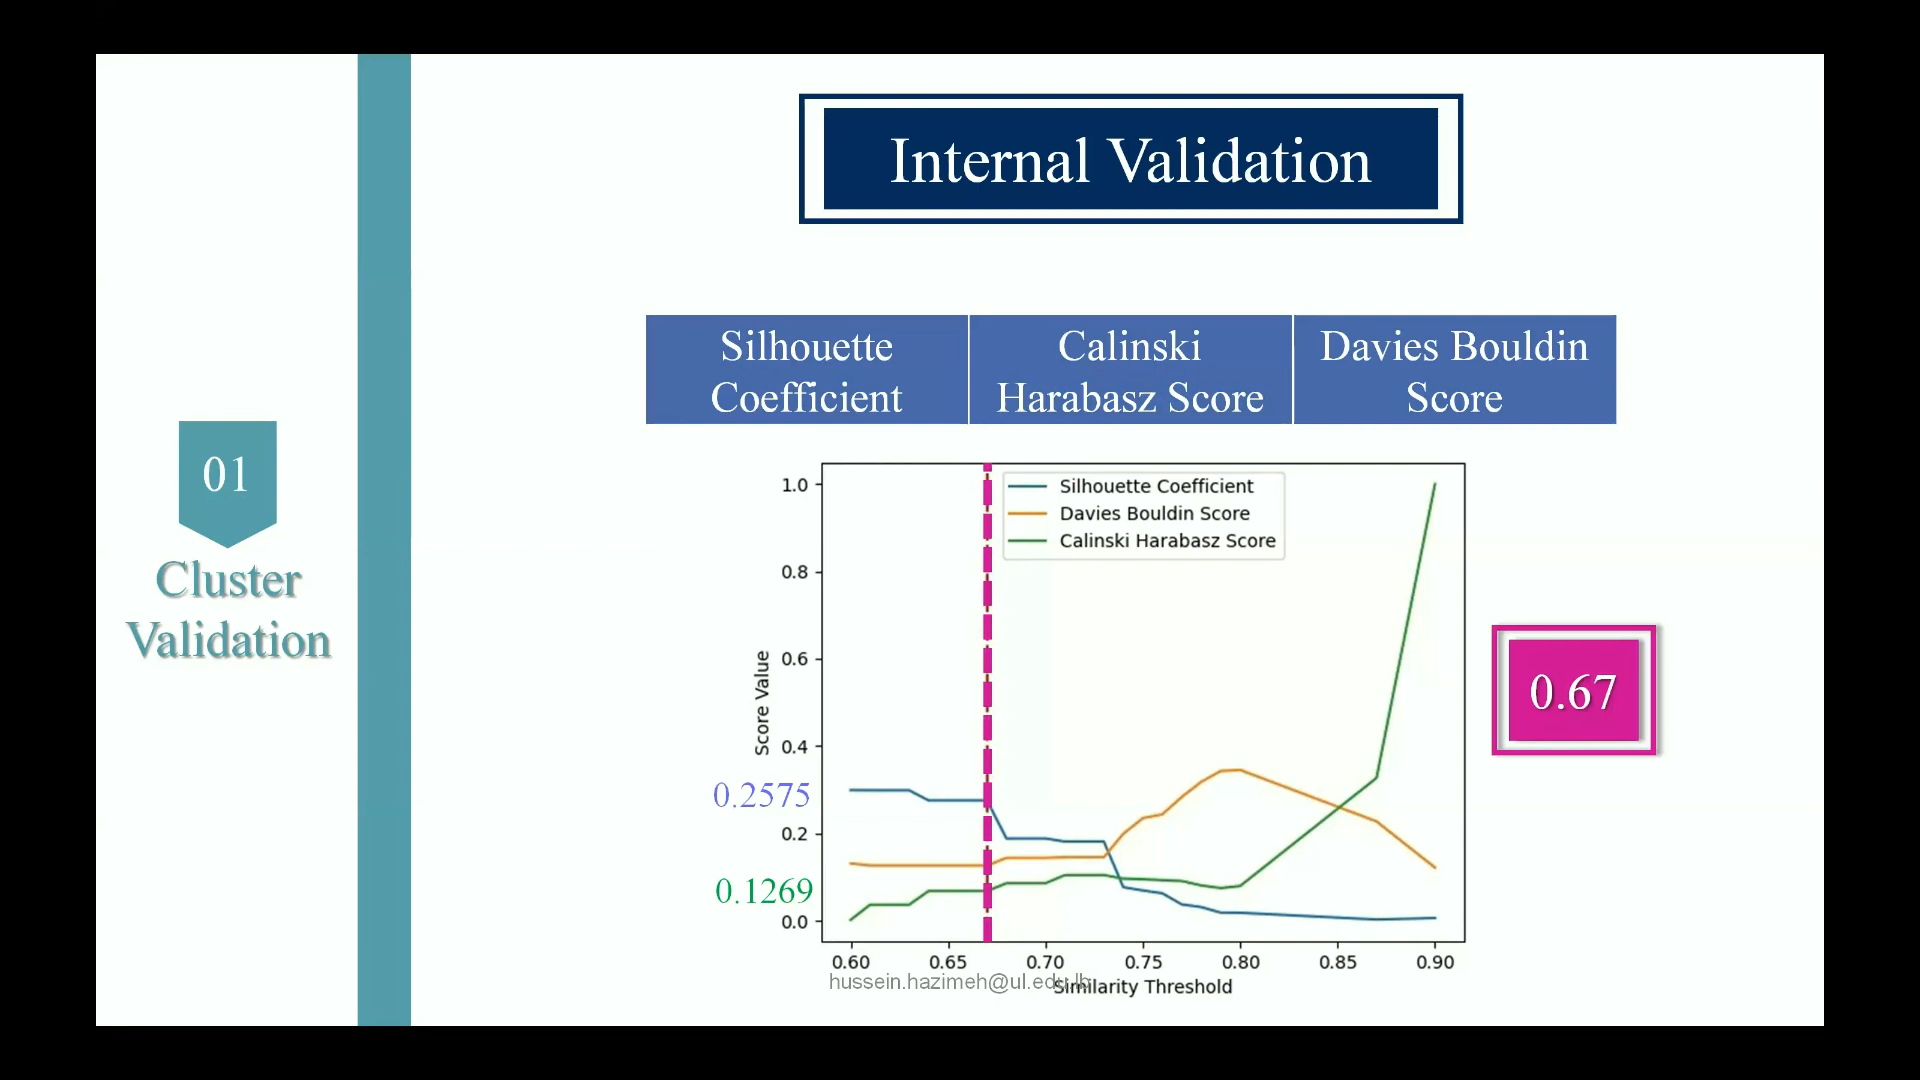 Internal Validation
Silhouette
Coefficient
Calinski
Harabasz Score
Davies Bouldin
Score
01
Cluster
Validation
Silhouette Coefficient
Davies Bouldin Score
Calinski Harabasz Score
1.0
0.8
0.6
0.4
0.2
0.0
Score Value
0.2575
0.1269
0.67
0.60 0.65 0.70 0.75 0.80 0.85 0.90
hussein.hazimeh@ul.edu.lb
Similarity Threshold